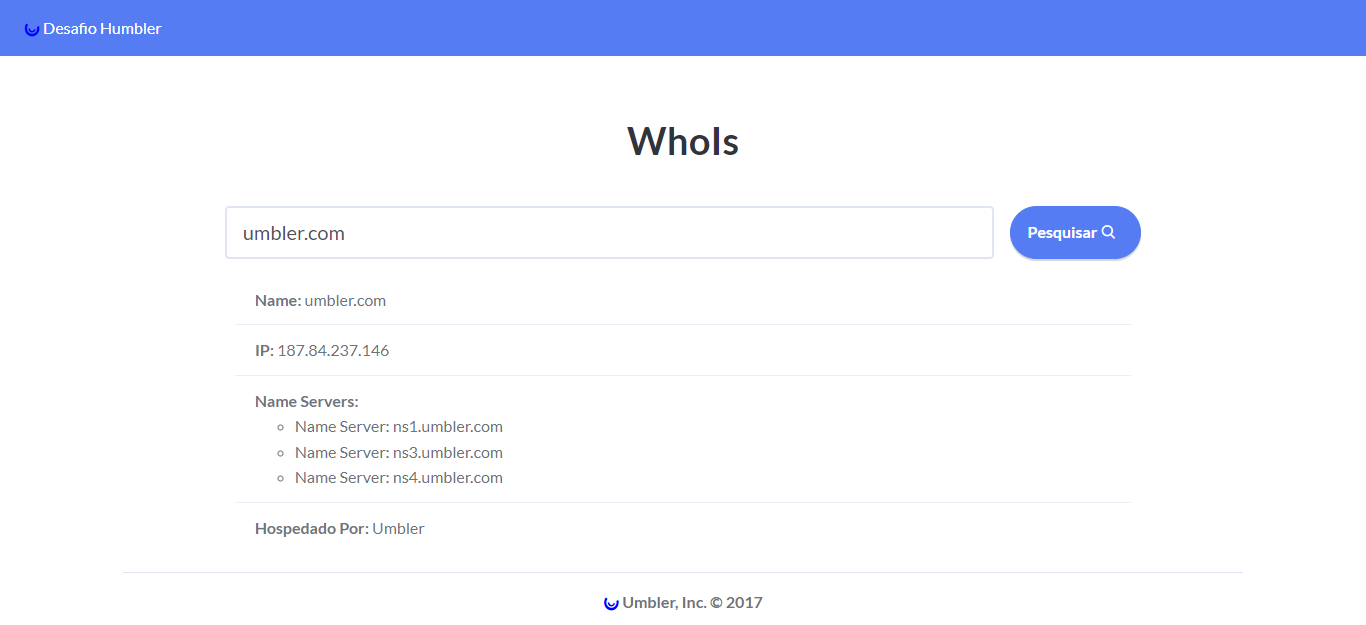 Desafio Humbler
WhoIs
umbler.com
Pesquisar
Name: umbler.com
IP: 187.84.237.146
Name Servers:
Name Server: ns1.umbler.com
Name Server: ns3.umbler.com
Name Server: ns4.umbler.com
Hospedado Por: Umbler
Umbler, Inc. © 2017